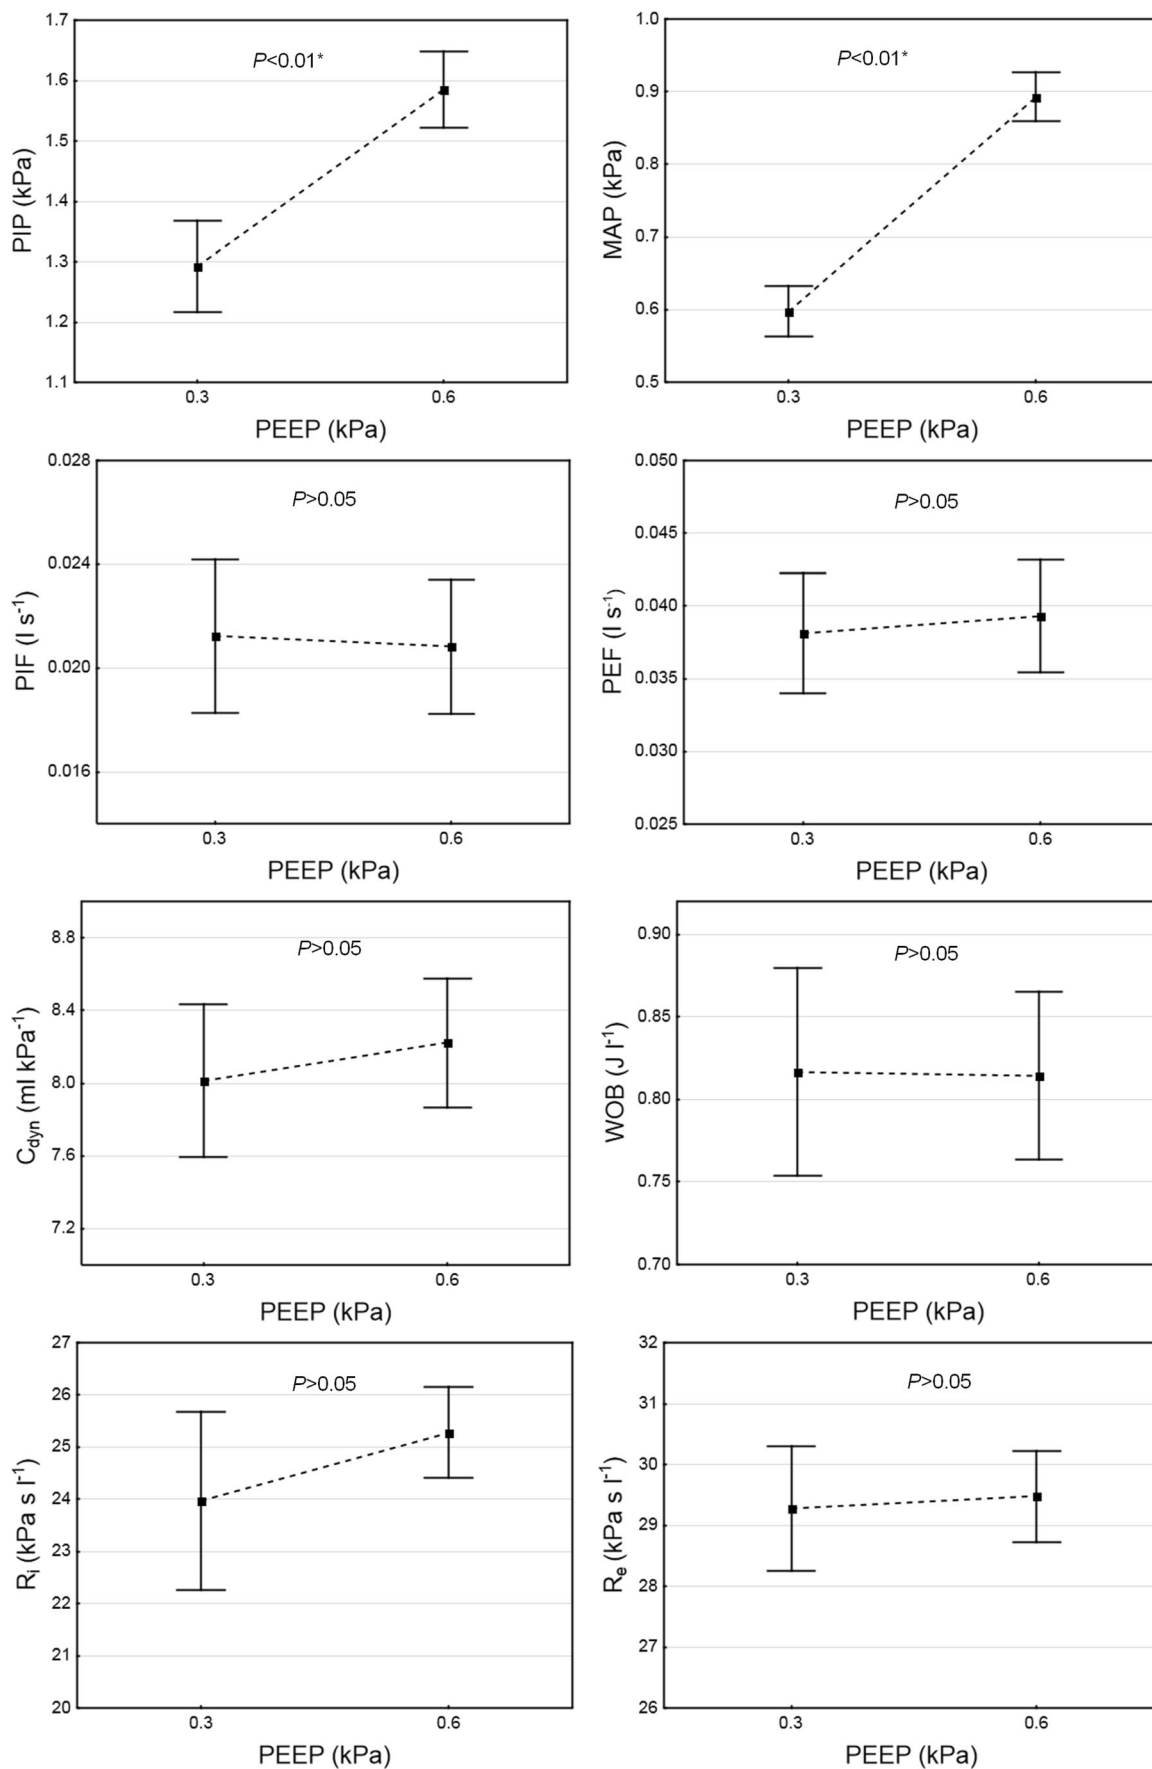 PIP (kPa)
1.7
1.6
1.5
1.4
1.3
1.2
1.1
P<0.01*
0.3 0.6
PEEP (kPa)
MAP (kPa)
1.0
0.9
0.8
0.7
0.6
0.5
P<0.01*
0.3 0.6
PEEP (kPa)
PIF (l s⁻¹)
0.028
0.024
0.020
0.016
P>0.05
0.3 0.6
PEEP (kPa)
PEF (l s⁻¹)
0.050
0.045
0.040
0.035
0.030
0.025
P>0.05
0.3 0.6
PEEP (kPa)
C_dyn (ml kPa⁻¹)
8.8
8.4
8.0
7.6
7.2
P>0.05
0.3 0.6
PEEP (kPa)
WOB (J l⁻¹)
0.90
0.85
0.80
0.75
0.70
P>0.05
0.3 0.6
PEEP (kPa)
R_i (kPa s l⁻¹)
27
26
25
24
23
22
21
20
P>0.05
0.3 0.6
PEEP (kPa)
R_e (kPa s l⁻¹)
32
31
30
29
28
27
26
P>0.05
0.3 0.6
PEEP (kPa)